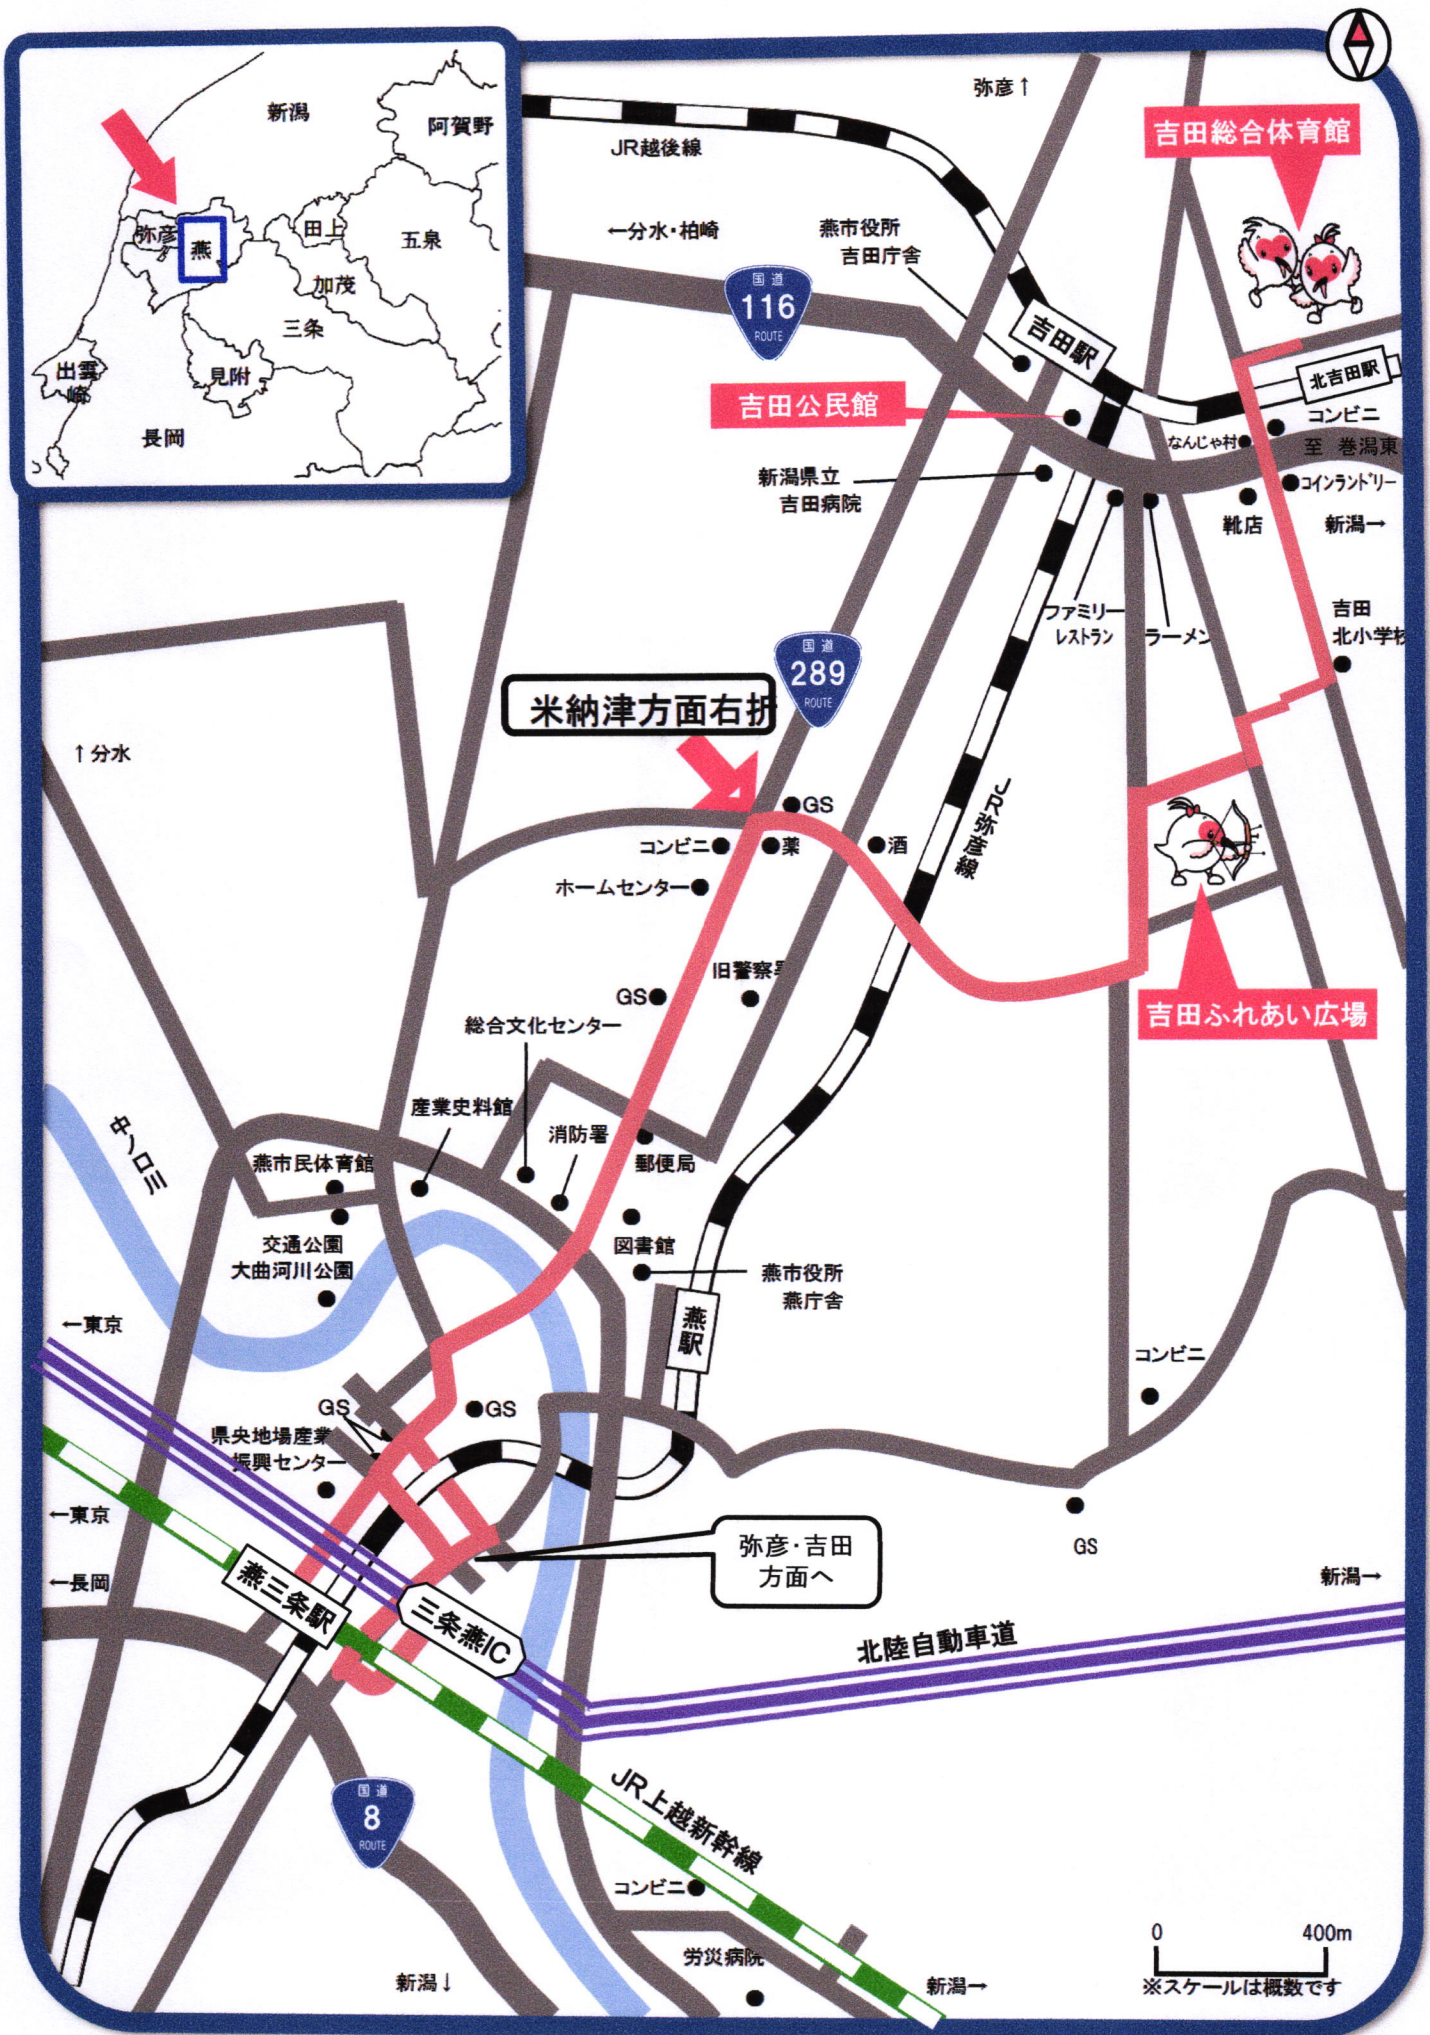 新潟
阿賀野
弥彦
燕
田上
五泉
加茂
三条
出雲
崎
見附
長岡
弥彦↑
吉田総合体育館
JR越後線
←分水・柏崎
燕市役所
吉田庁舎
国道
116
ROUTE
吉田駅
北吉田駅
吉田公民館
コンビニ
なんじゃ村
至 巻潟東
新潟県立
吉田病院
コインランドリー
靴店
新潟→
ファミリー
レストラン
ラーメン
吉田
北小学校
国道
289
ROUTE
米納津方面右折
↑分水
GS
JR弥彦線
コンビニ
薬
酒
ホームセンター
旧警察署
GS
吉田ふれあい広場
総合文化センター
産業史料館
中ノ口川
消防署
郵便局
燕市民体育館
交通公園
大曲河川公園
図書館
燕市役所
燕庁舎
燕駅
←東京
コンビニ
GS
GS
県央地場産業
振興センター
←東京
弥彦・吉田
方面へ
GS
←長岡
燕三条駅
三条燕IC
新潟→
北陸自動車道
国道
8
ROUTE
JR上越新幹線
コンビニ
労災病院
新潟↓
新潟→
0
400m
※スケールは概数です